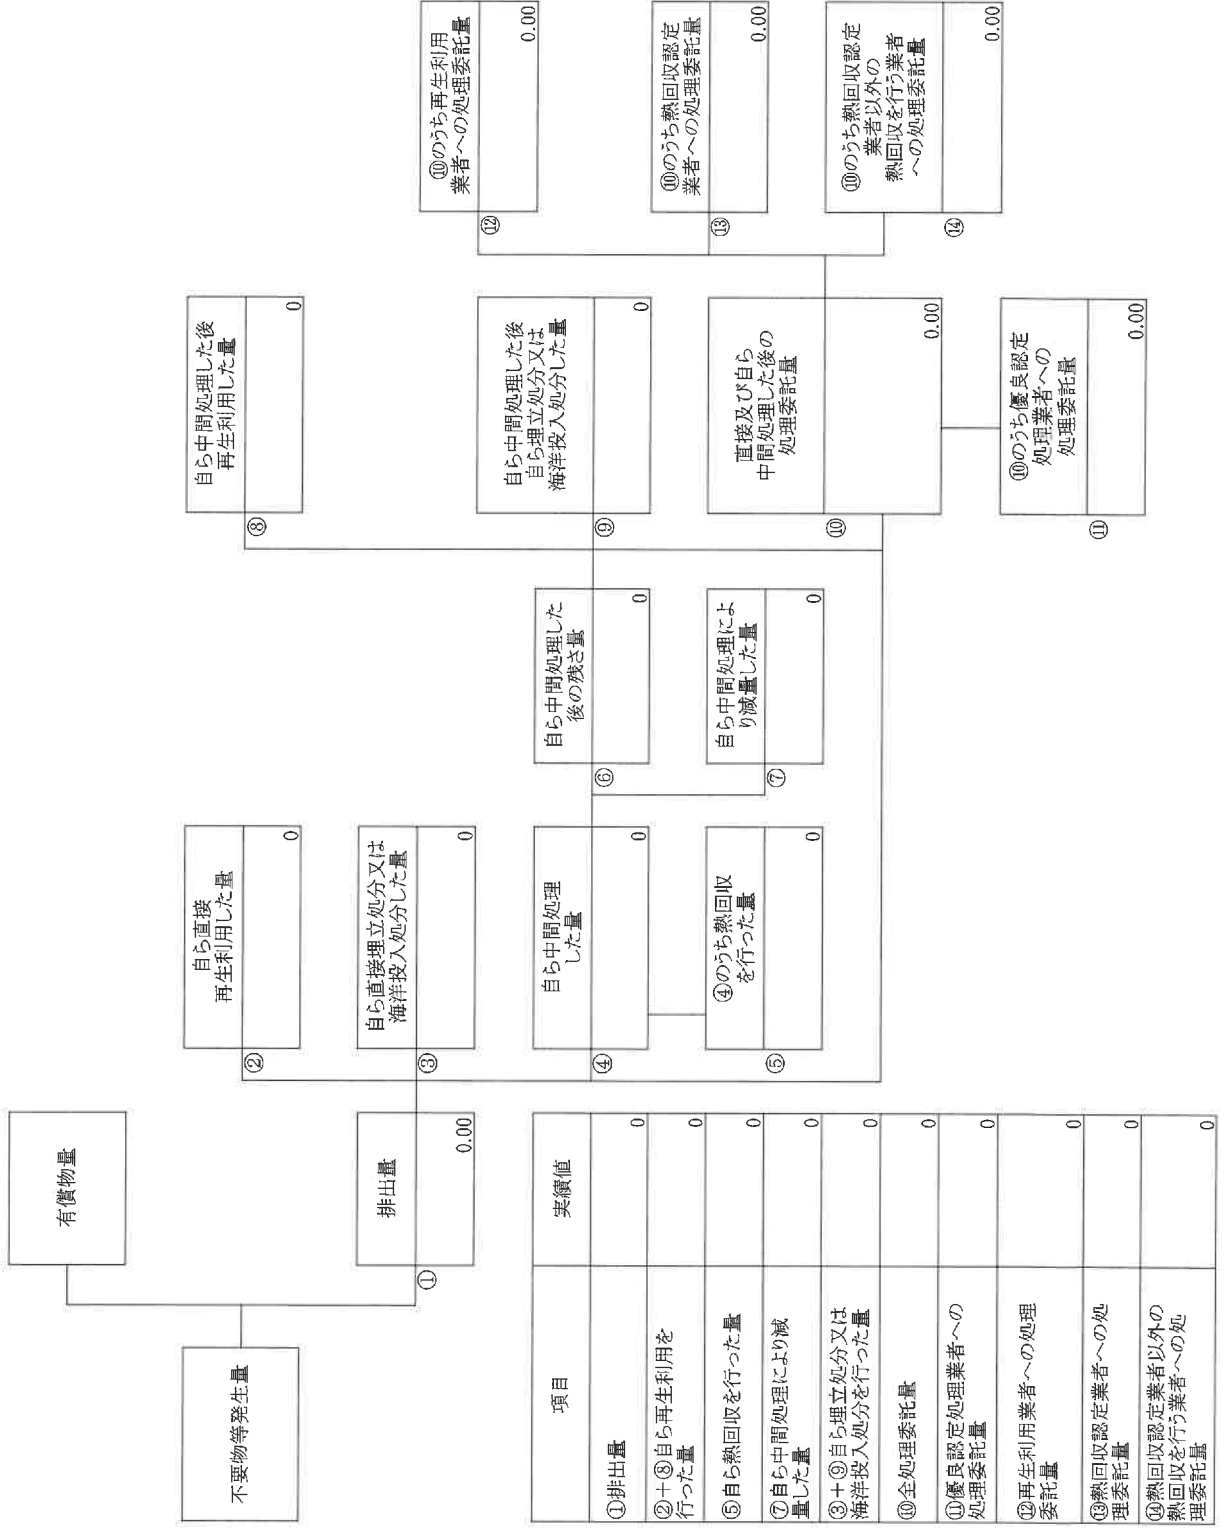 有償物量
不要物等発生量
①
排出量
0.00
②
自ら直接
再生利用した量
0
③
自ら直接埋立処分又は
海洋投入処分した量
0
④
自ら中間処理
した量
0
⑤
④のうち熱回収
を行った量
0
⑥
自ら中間処理した
後の残さ量
0
⑦
自ら中間処理によ
り減量した量
0
⑧
自ら中間処理した後
再生利用した量
0
⑨
自ら中間処理した後
自ら埋立処分又は
海洋投入処分した量
0
⑩
直接及び自ら
中間処理した後の
処理委託量
0.00
⑪
⑩のうち優良認定
処理業者への
処理委託量
0.00
⑫
⑩のうち再生利用
業者への処理委託量
0.00
⑬
⑩のうち熱回収認定
業者への処理委託量
0.00
⑭
⑩のうち熱回収認定
業者以外の
熱回収を行う業者
への処理委託量
0.00
項目 実績値
①排出量 0
②+⑧自ら再生利用を
行った量 0
⑤自ら熱回収を行った量 0
⑦自ら中間処理により減
量した量 0
③+⑨自ら埋立処分又は
海洋投入処分を行った量 0
⑩全処理委託量 0
⑪優良認定処理業者への
処理委託量 0
⑫再生利用業者への処理
委託量 0
⑬熱回収認定業者への処
理委託量 0
⑭熱回収認定業者以外の
熱回収を行う業者への処
理委託量 0